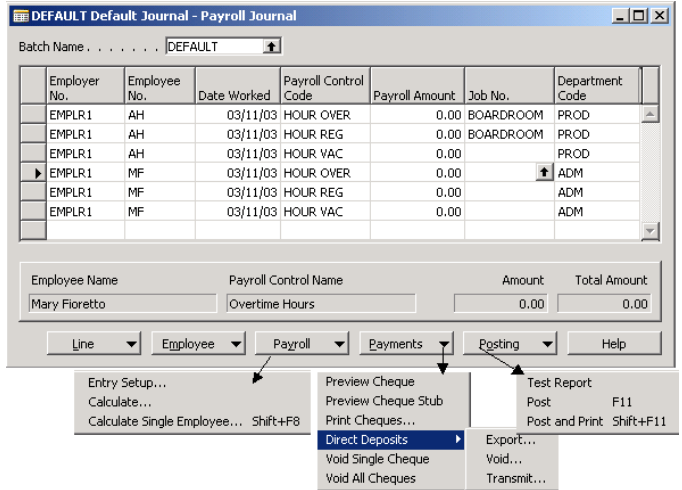 DEFAULT Default Journal - Payroll Journal
Batch Name . . . . . . . DEFAULT
Employer No. Employee No. Date Worked Payroll Control Code Payroll Amount Job No. Department Code
EMPLR1 AH 03/11/03 HOUR OVER 0.00 BOARDROOM PROD
EMPLR1 AH 03/11/03 HOUR REG 0.00 BOARDROOM PROD
EMPLR1 AH 03/11/03 HOUR VAC 0.00 PROD
EMPLR1 MF 03/11/03 HOUR OVER 0.00 ADM
EMPLR1 MF 03/11/03 HOUR REG 0.00 ADM
EMPLR1 MF 03/11/03 HOUR VAC 0.00 ADM
Employee Name Payroll Control Name Amount Total Amount
Mary Fioretto Overtime Hours 0.00 0.00
Line Employee Payroll Payments Posting Help
Entry Setup...
Calculate...
Calculate Single Employee... Shift+F8
Preview Cheque
Preview Cheque Stub
Print Cheques...
Direct Deposits
Void Single Cheque
Void All Cheques
Export...
Void...
Transmit...
Test Report
Post F11
Post and Print Shift+F11